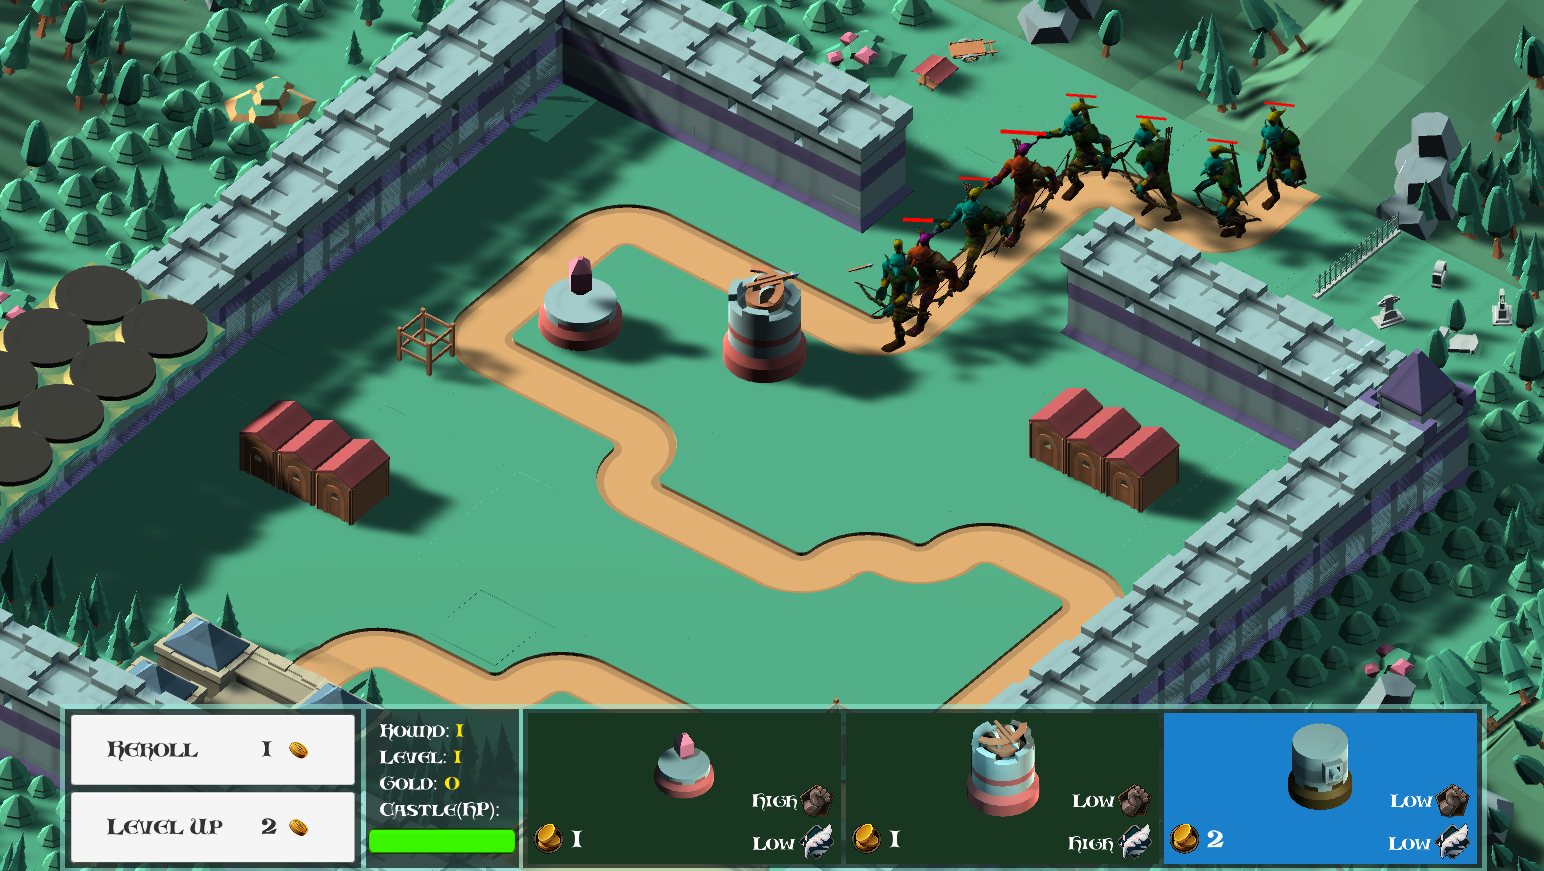 Reroll 1
Level Up 2
Round: 1
Level: 1
Gold: 0
Castle(HP):
High
1 Low
Low
1 High
Low
2 Low